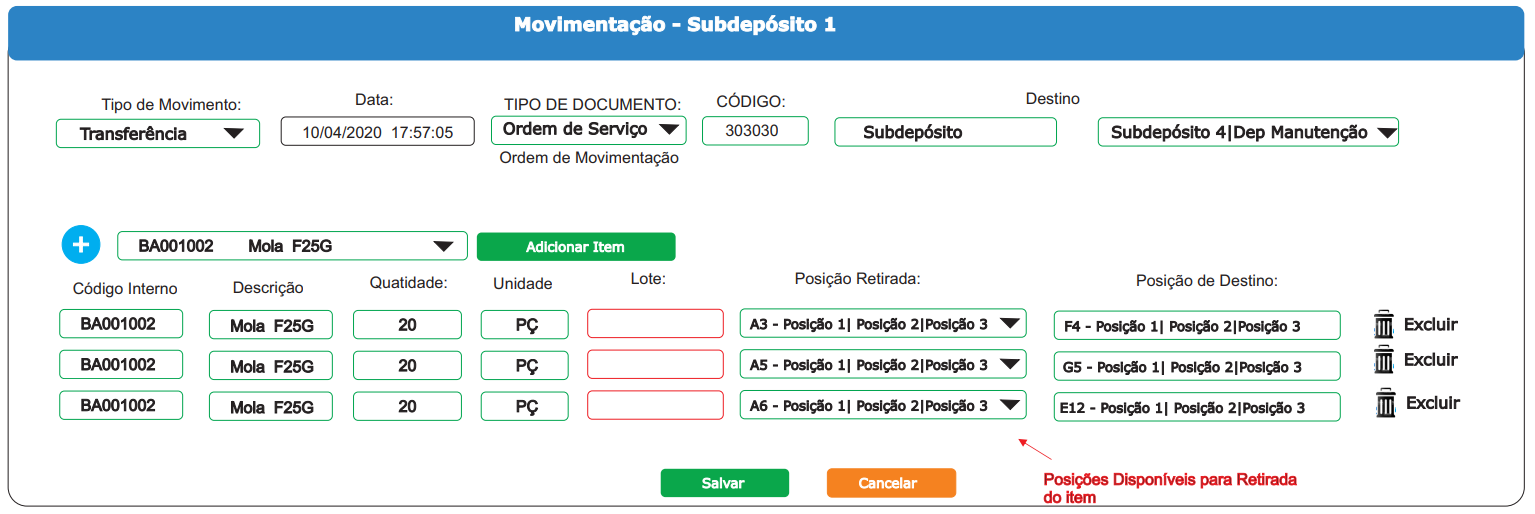 Movimentação - Subdepósito 1
Tipo de Movimento: Data: TIPO DE DOCUMENTO: CÓDIGO: Destino
Transferência 10/04/2020 17:57:05 Ordem de Serviço 303030 Subdepósito Subdepósito 4|Dep Manutenção
Ordem de Movimentação
+ BA001002 Mola F25G Adicionar Item
Código Interno Descrição Quatidade: Unidade Lote: Posição Retirada: Posição de Destino:
BA001002 Mola F25G 20 PÇ A3 - Posição 1| Posição 2|Posição 3 F4 - Posição 1| Posição 2|Posição 3 Excluir
BA001002 Mola F25G 20 PÇ A5 - Posição 1| Posição 2|Posição 3 G5 - Posição 1| Posição 2|Posição 3 Excluir
BA001002 Mola F25G 20 PÇ A6 - Posição 1| Posição 2|Posição 3 E12 - Posição 1| Posição 2|Posição 3 Excluir
Salvar Cancelar
Posições Disponíveis para Retirada
do item